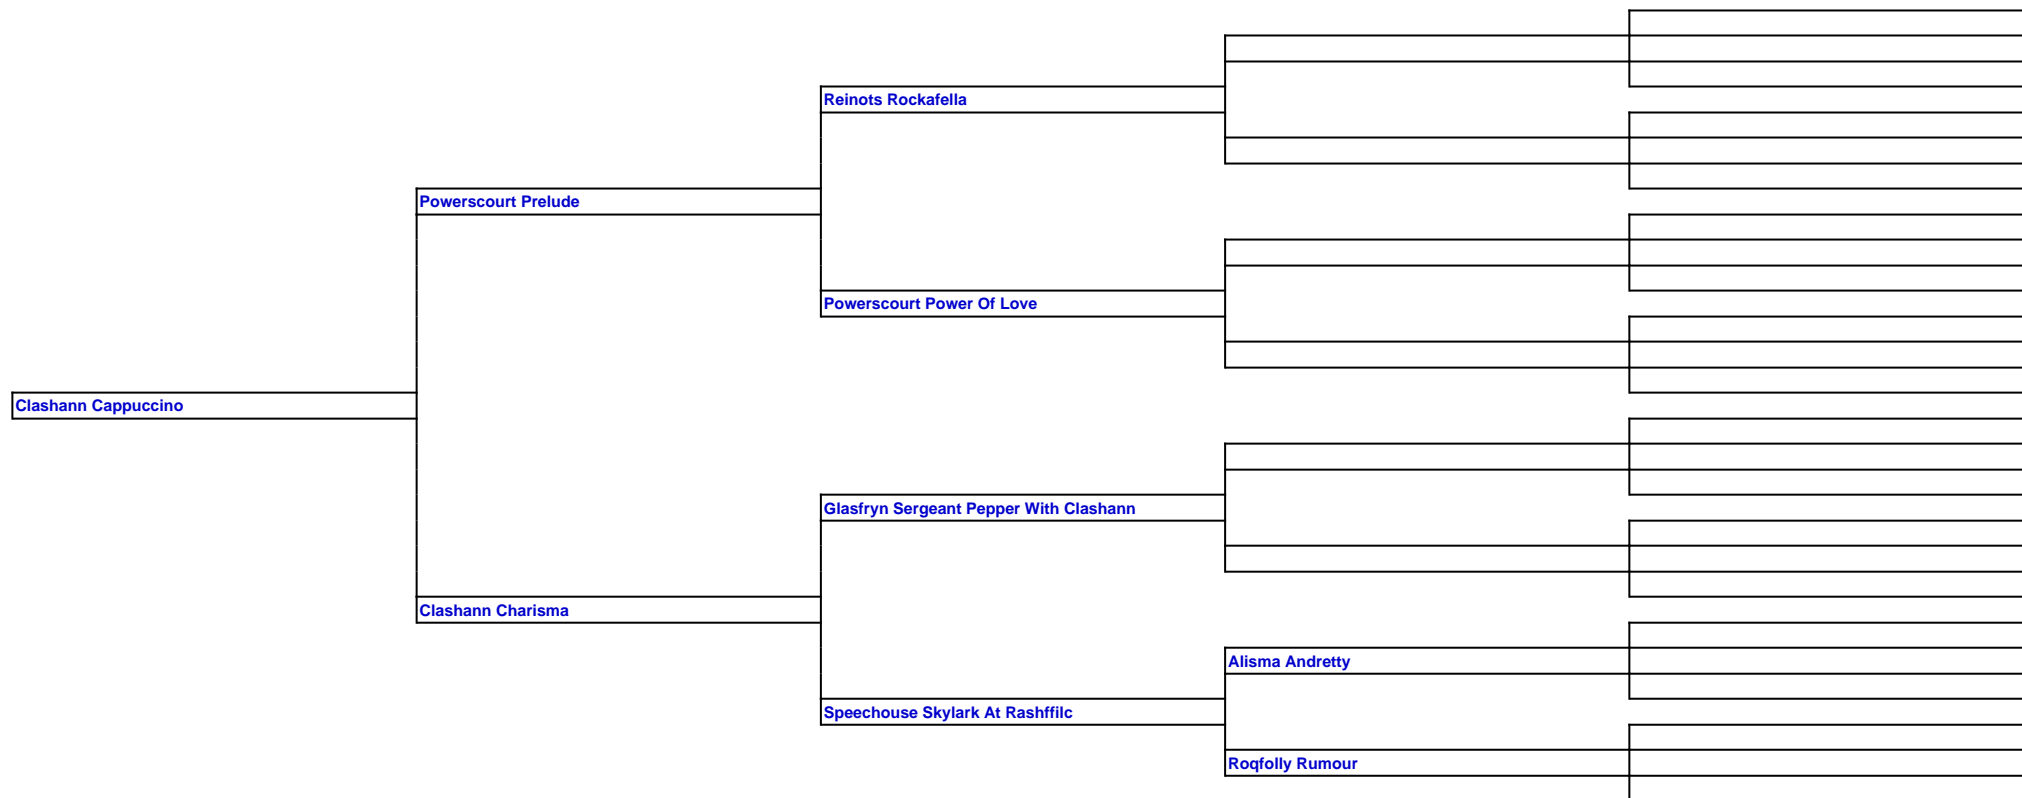 Reinots Rockafella
Powerscourt Prelude
Powerscourt Power Of Love
Clashann Cappuccino
Glasfryn Sergeant Pepper With Clashann
Clashann Charisma
Alisma Andretty
Speechouse Skylark At Rashffilc
Roqfolly Rumour